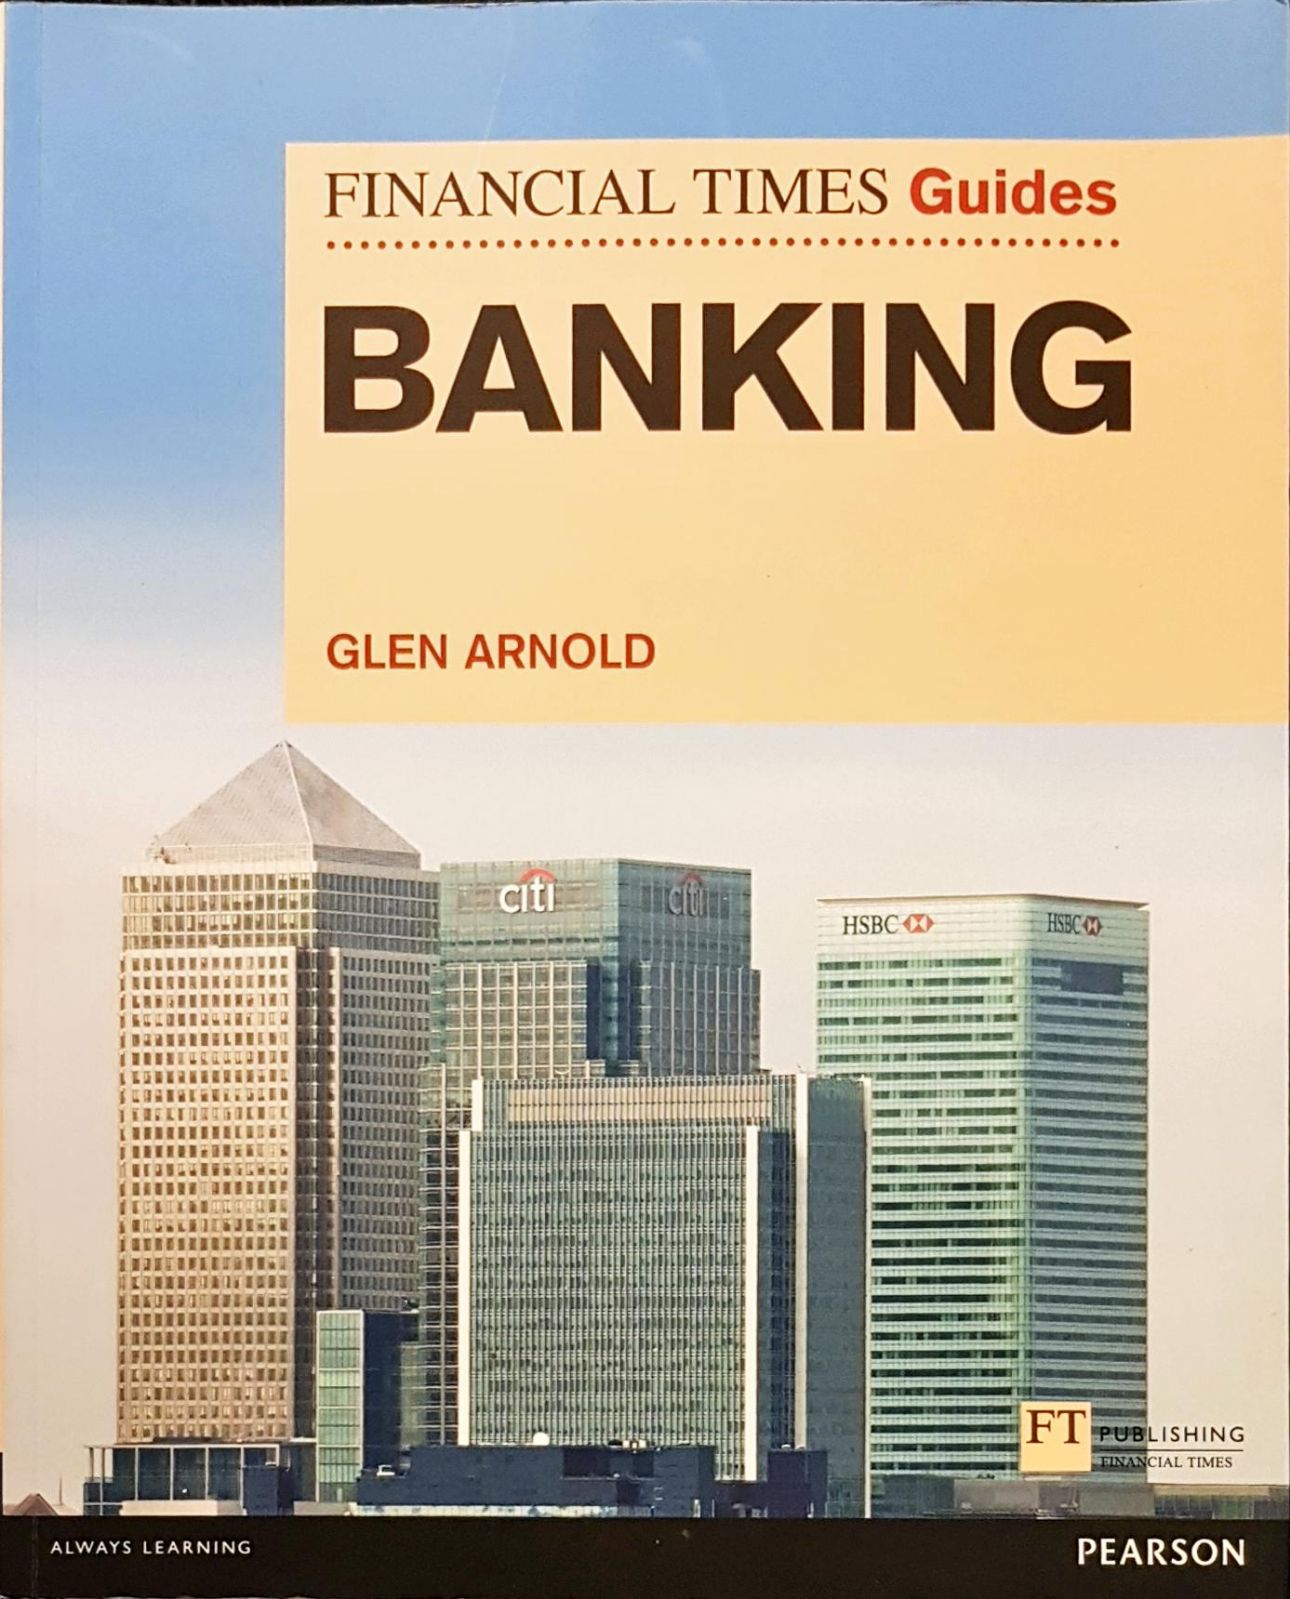 FINANCIAL TIMES Guides
BANKING
GLEN ARNOLD
citi citi
HSBC HSBC
FT PUBLISHING
FINANCIAL TIMES
ALWAYS LEARNING PEARSON